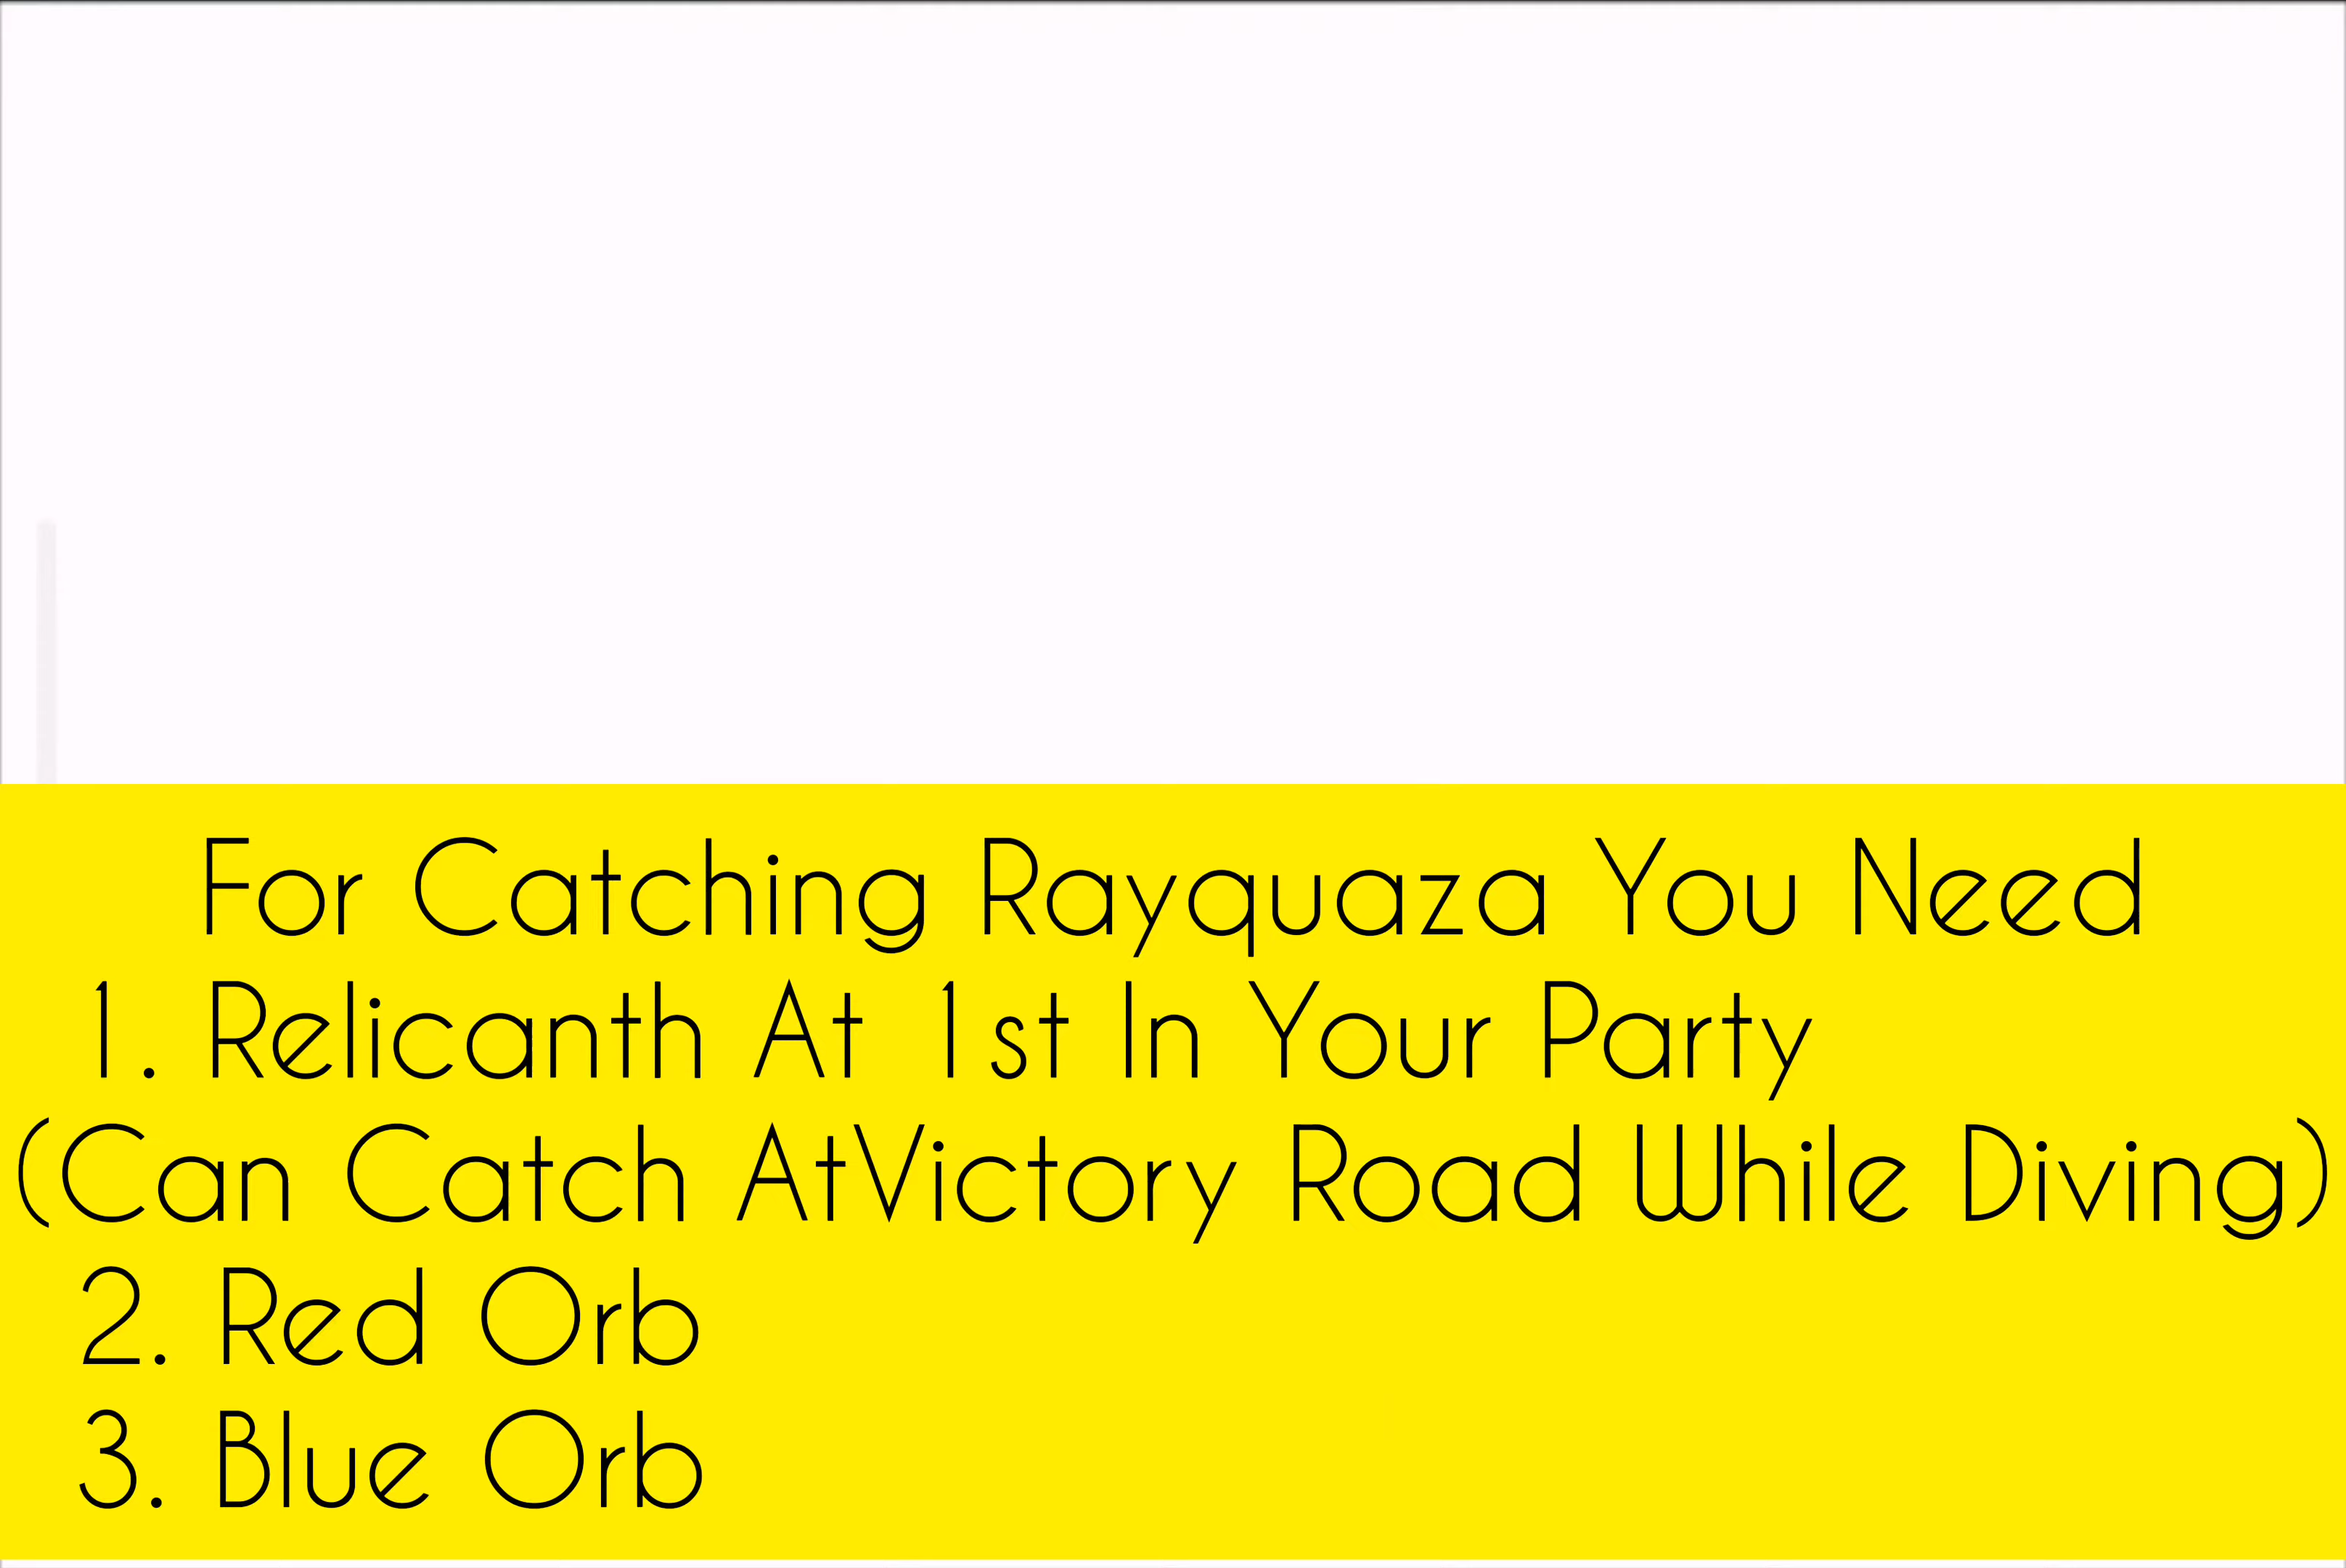 For Catching Rayquaza You Need
1. Relicanth At 1st In Your Party
(Can Catch AtVictory Road While Diving)
2. Red Orb
3. Blue Orb